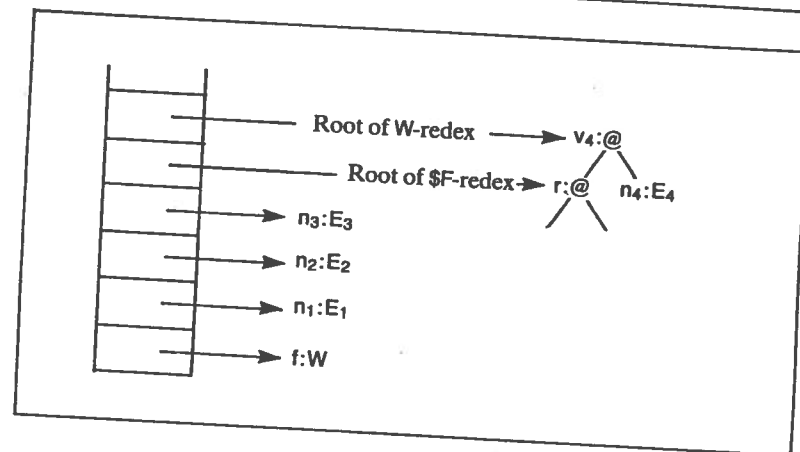 Root of W-redex v₄:@
Root of $F-redex r:@ n₄:E₄
n₃:E₃
n₂:E₂
n₁:E₁
f:W